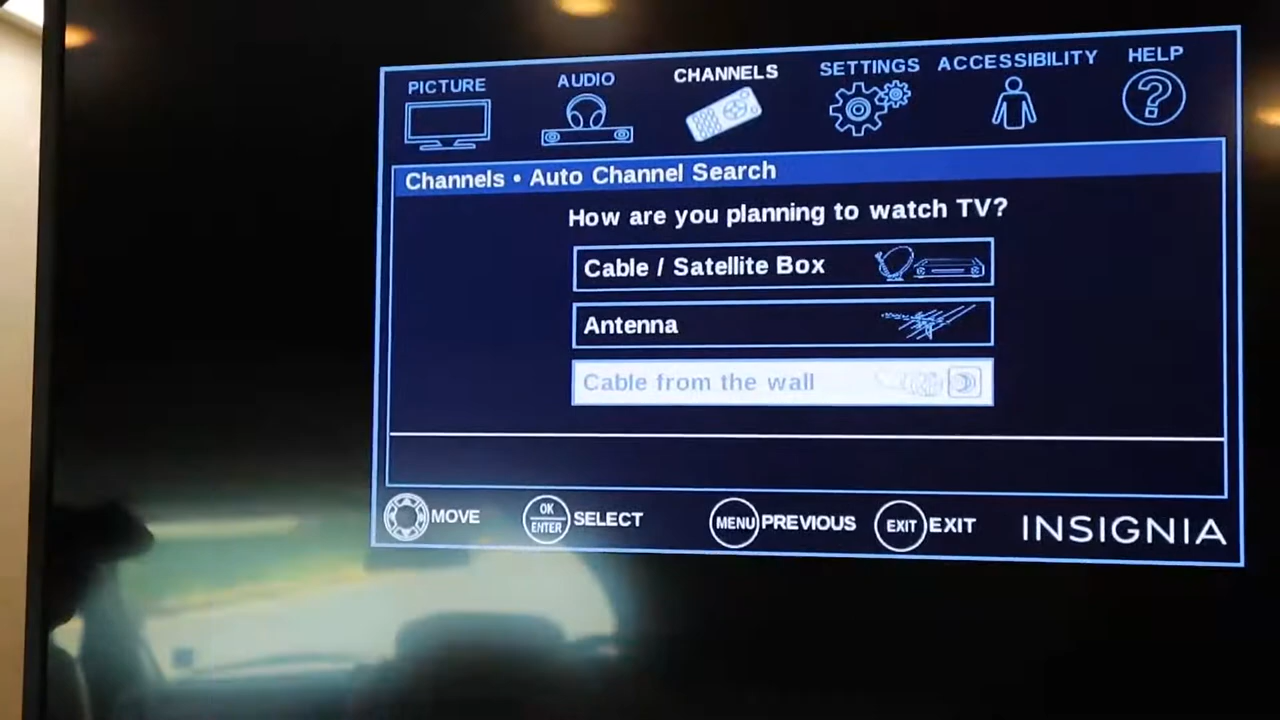 PICTURE
AUDIO
CHANNELS
SETTINGS
ACCESSIBILITY
HELP
Channels • Auto Channel Search
How are you planning to watch TV?
Cable / Satellite Box
Antenna
Cable from the wall
MOVE
OK
ENTER
SELECT
MENU
PREVIOUS
EXIT
EXIT
INSIGNIA